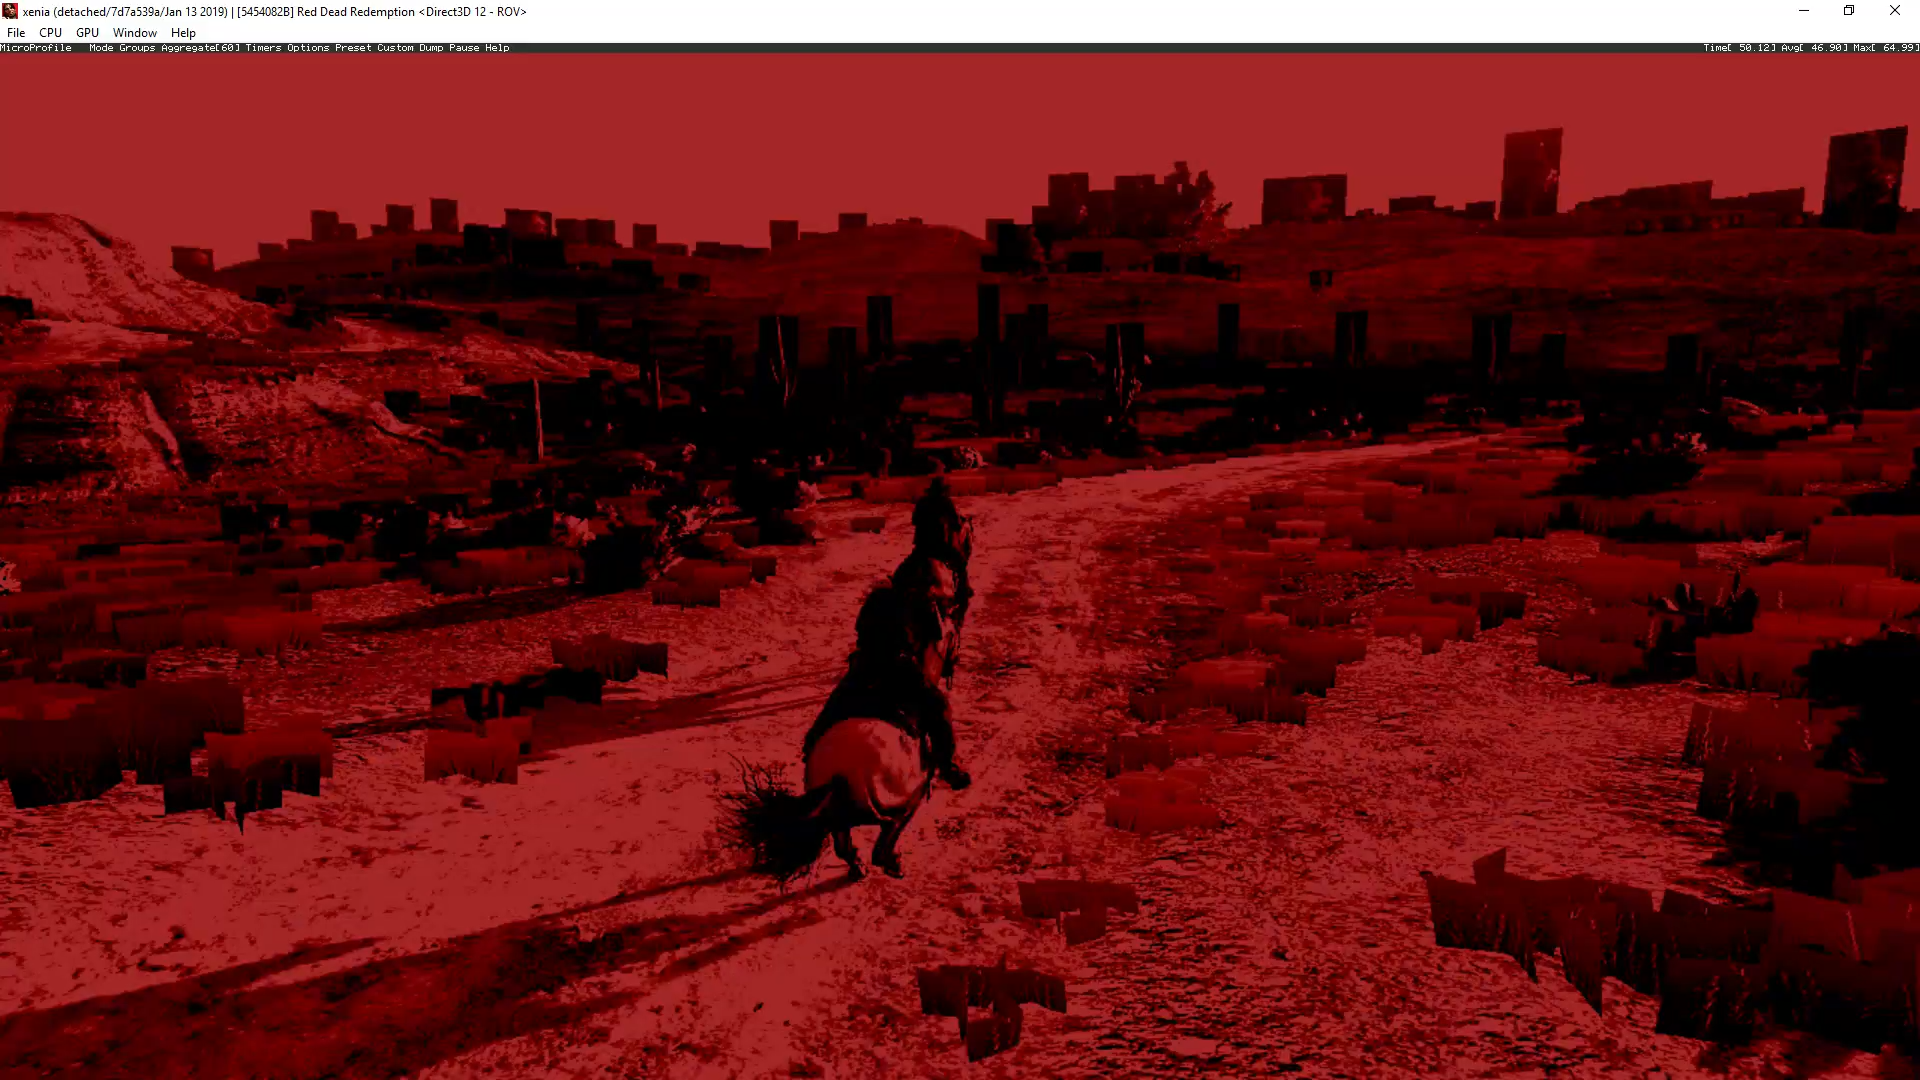 xenia (detached/7d7a539a/Jan 13 2019) | [5454082B] Red Dead Redemption <Direct3D 12 - ROV>
File CPU GPU Window Help
MicroProfile Mode Groups Aggregate[60] Timers Options Preset Custom Dump Pause Help Time[ 50.12] Avg[ 46.90] Max[ 64.99]